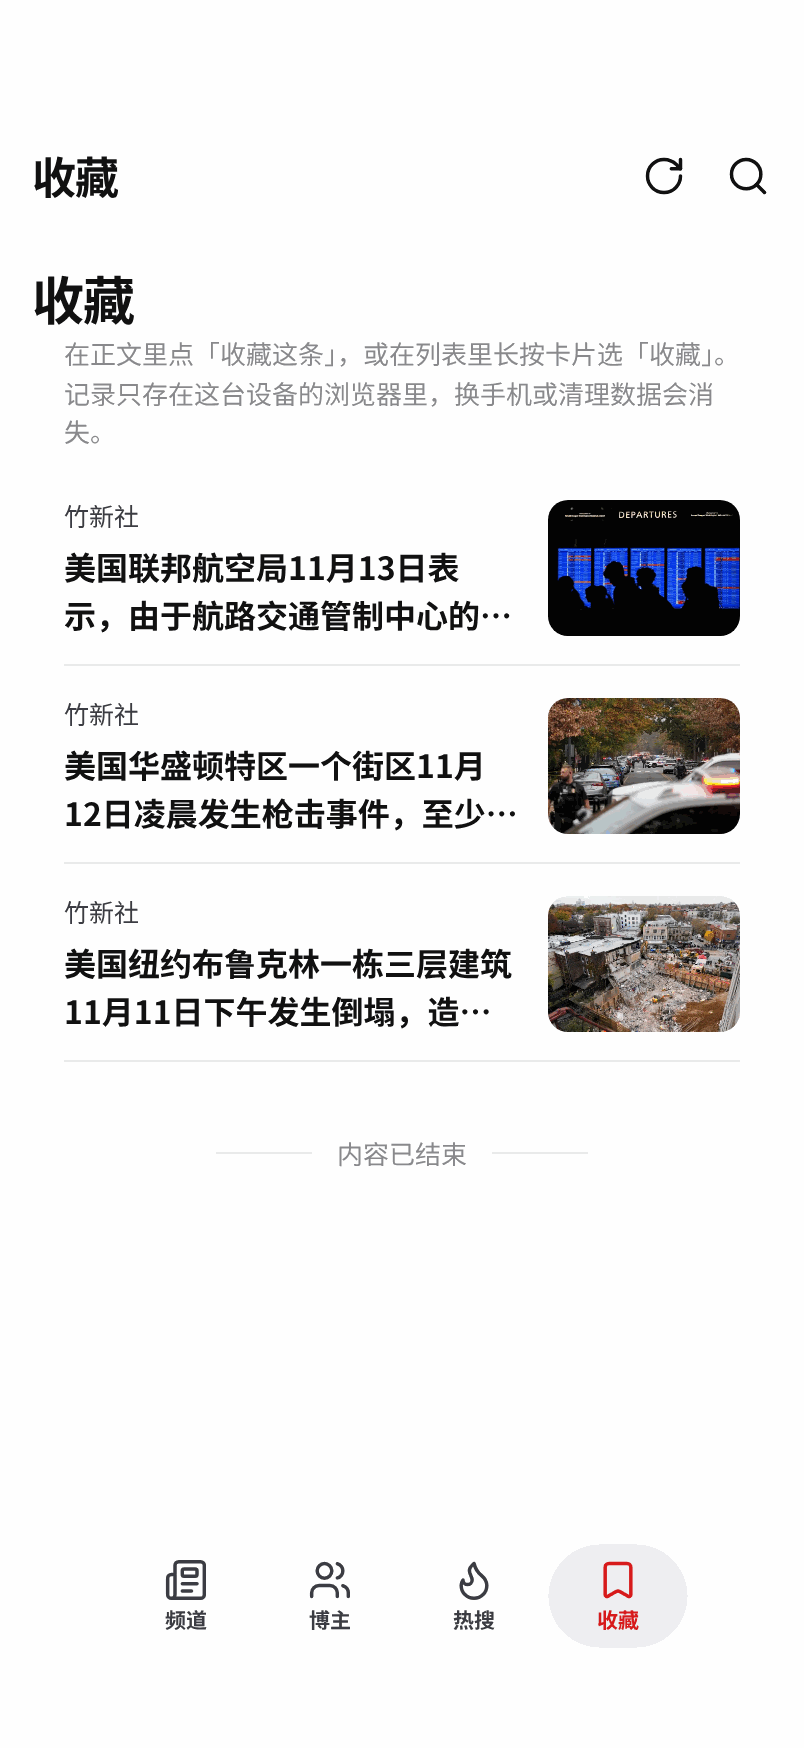 收藏
收藏
在正文里点「收藏这条」，或在列表里长按卡片选「收藏」。
记录只存在这台设备的浏览器里，换手机或清理数据会消
失。
竹新社
美国联邦航空局11月13日表
示，由于航路交通管制中心的…
DEPARTURES
竹新社
美国华盛顿特区一个街区11月
12日凌晨发生枪击事件，至少…
竹新社
美国纽约布鲁克林一栋三层建筑
11月11日下午发生倒塌，造…
内容已结束
频道
博主
热搜
收藏